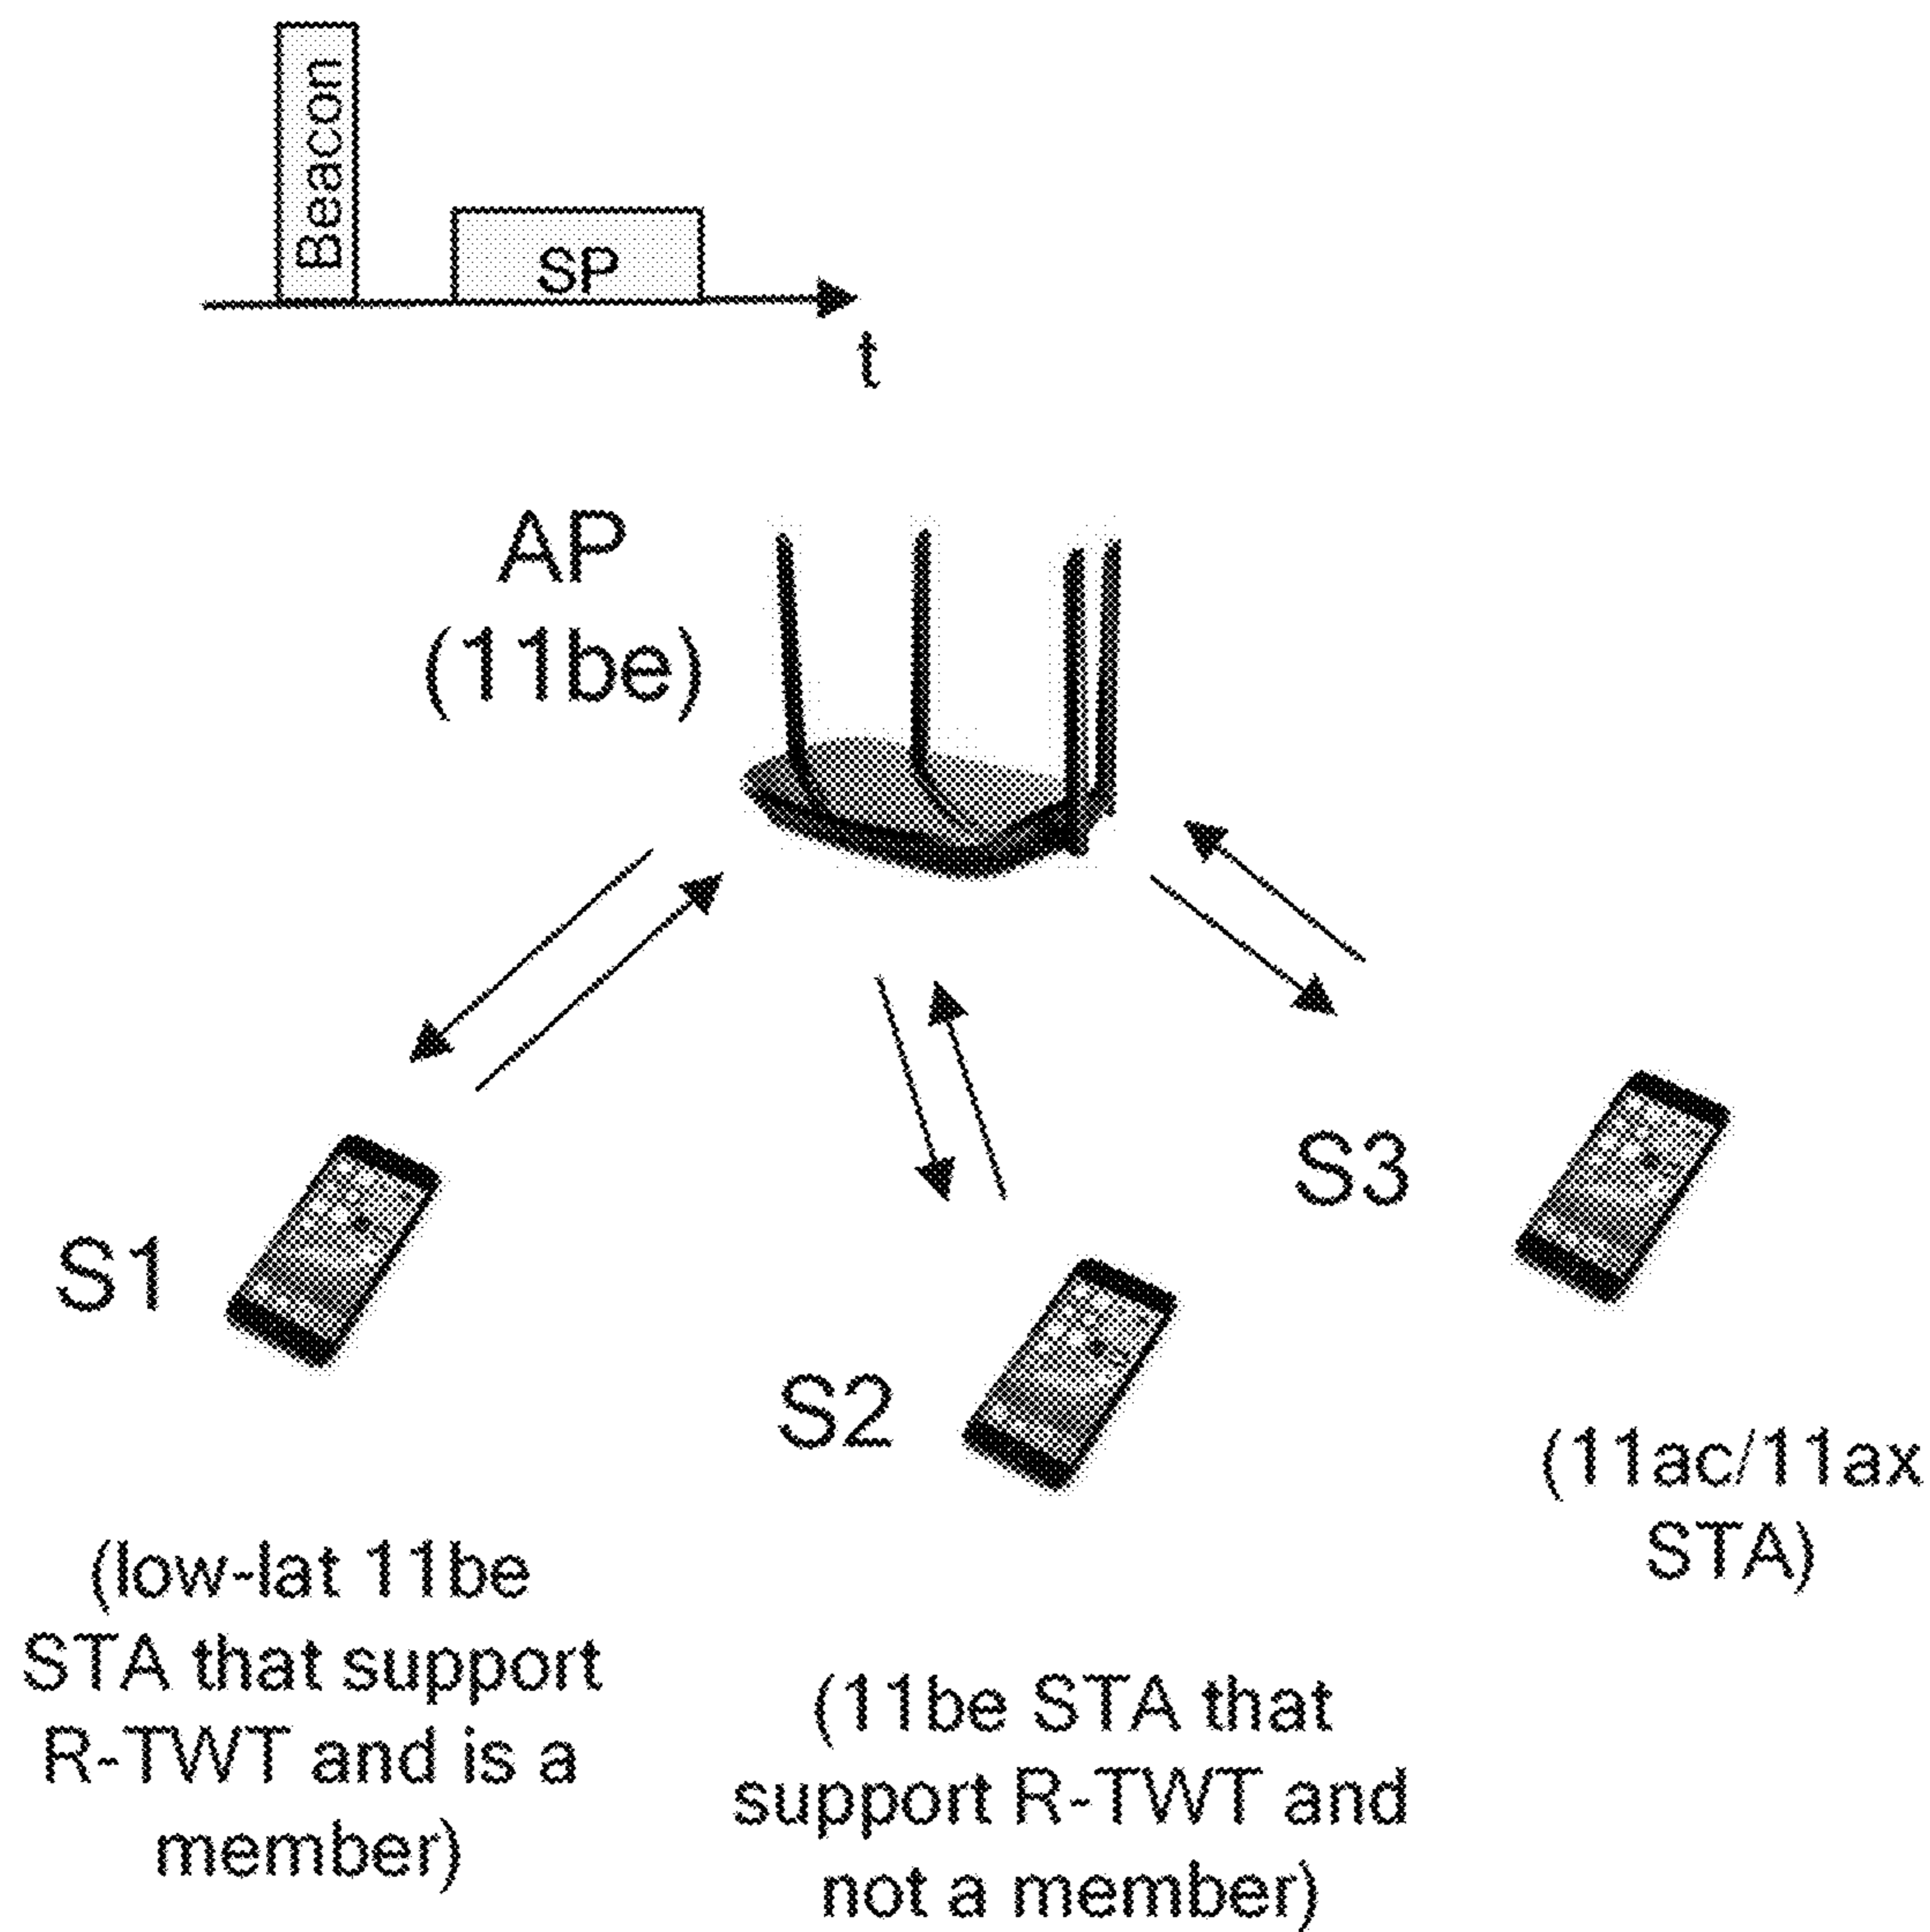 Beacon
SP
t
AP
(11be)
S1
S2
S3
(low-lat 11be
STA that support
R-TWT and is a
member)
(11be STA that
support R-TWT and
not a member)
(11ac/11ax
STA)